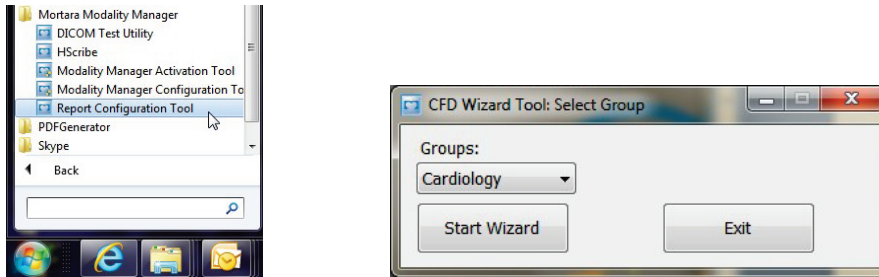 Mortara Modality Manager
DICOM Test Utility
HScribe
Modality Manager Activation Tool
Modality Manager Configuration To
Report Configuration Tool
PDFGenerator
Skype
Back
CFD Wizard Tool: Select Group
Groups:
Cardiology
Start Wizard Exit